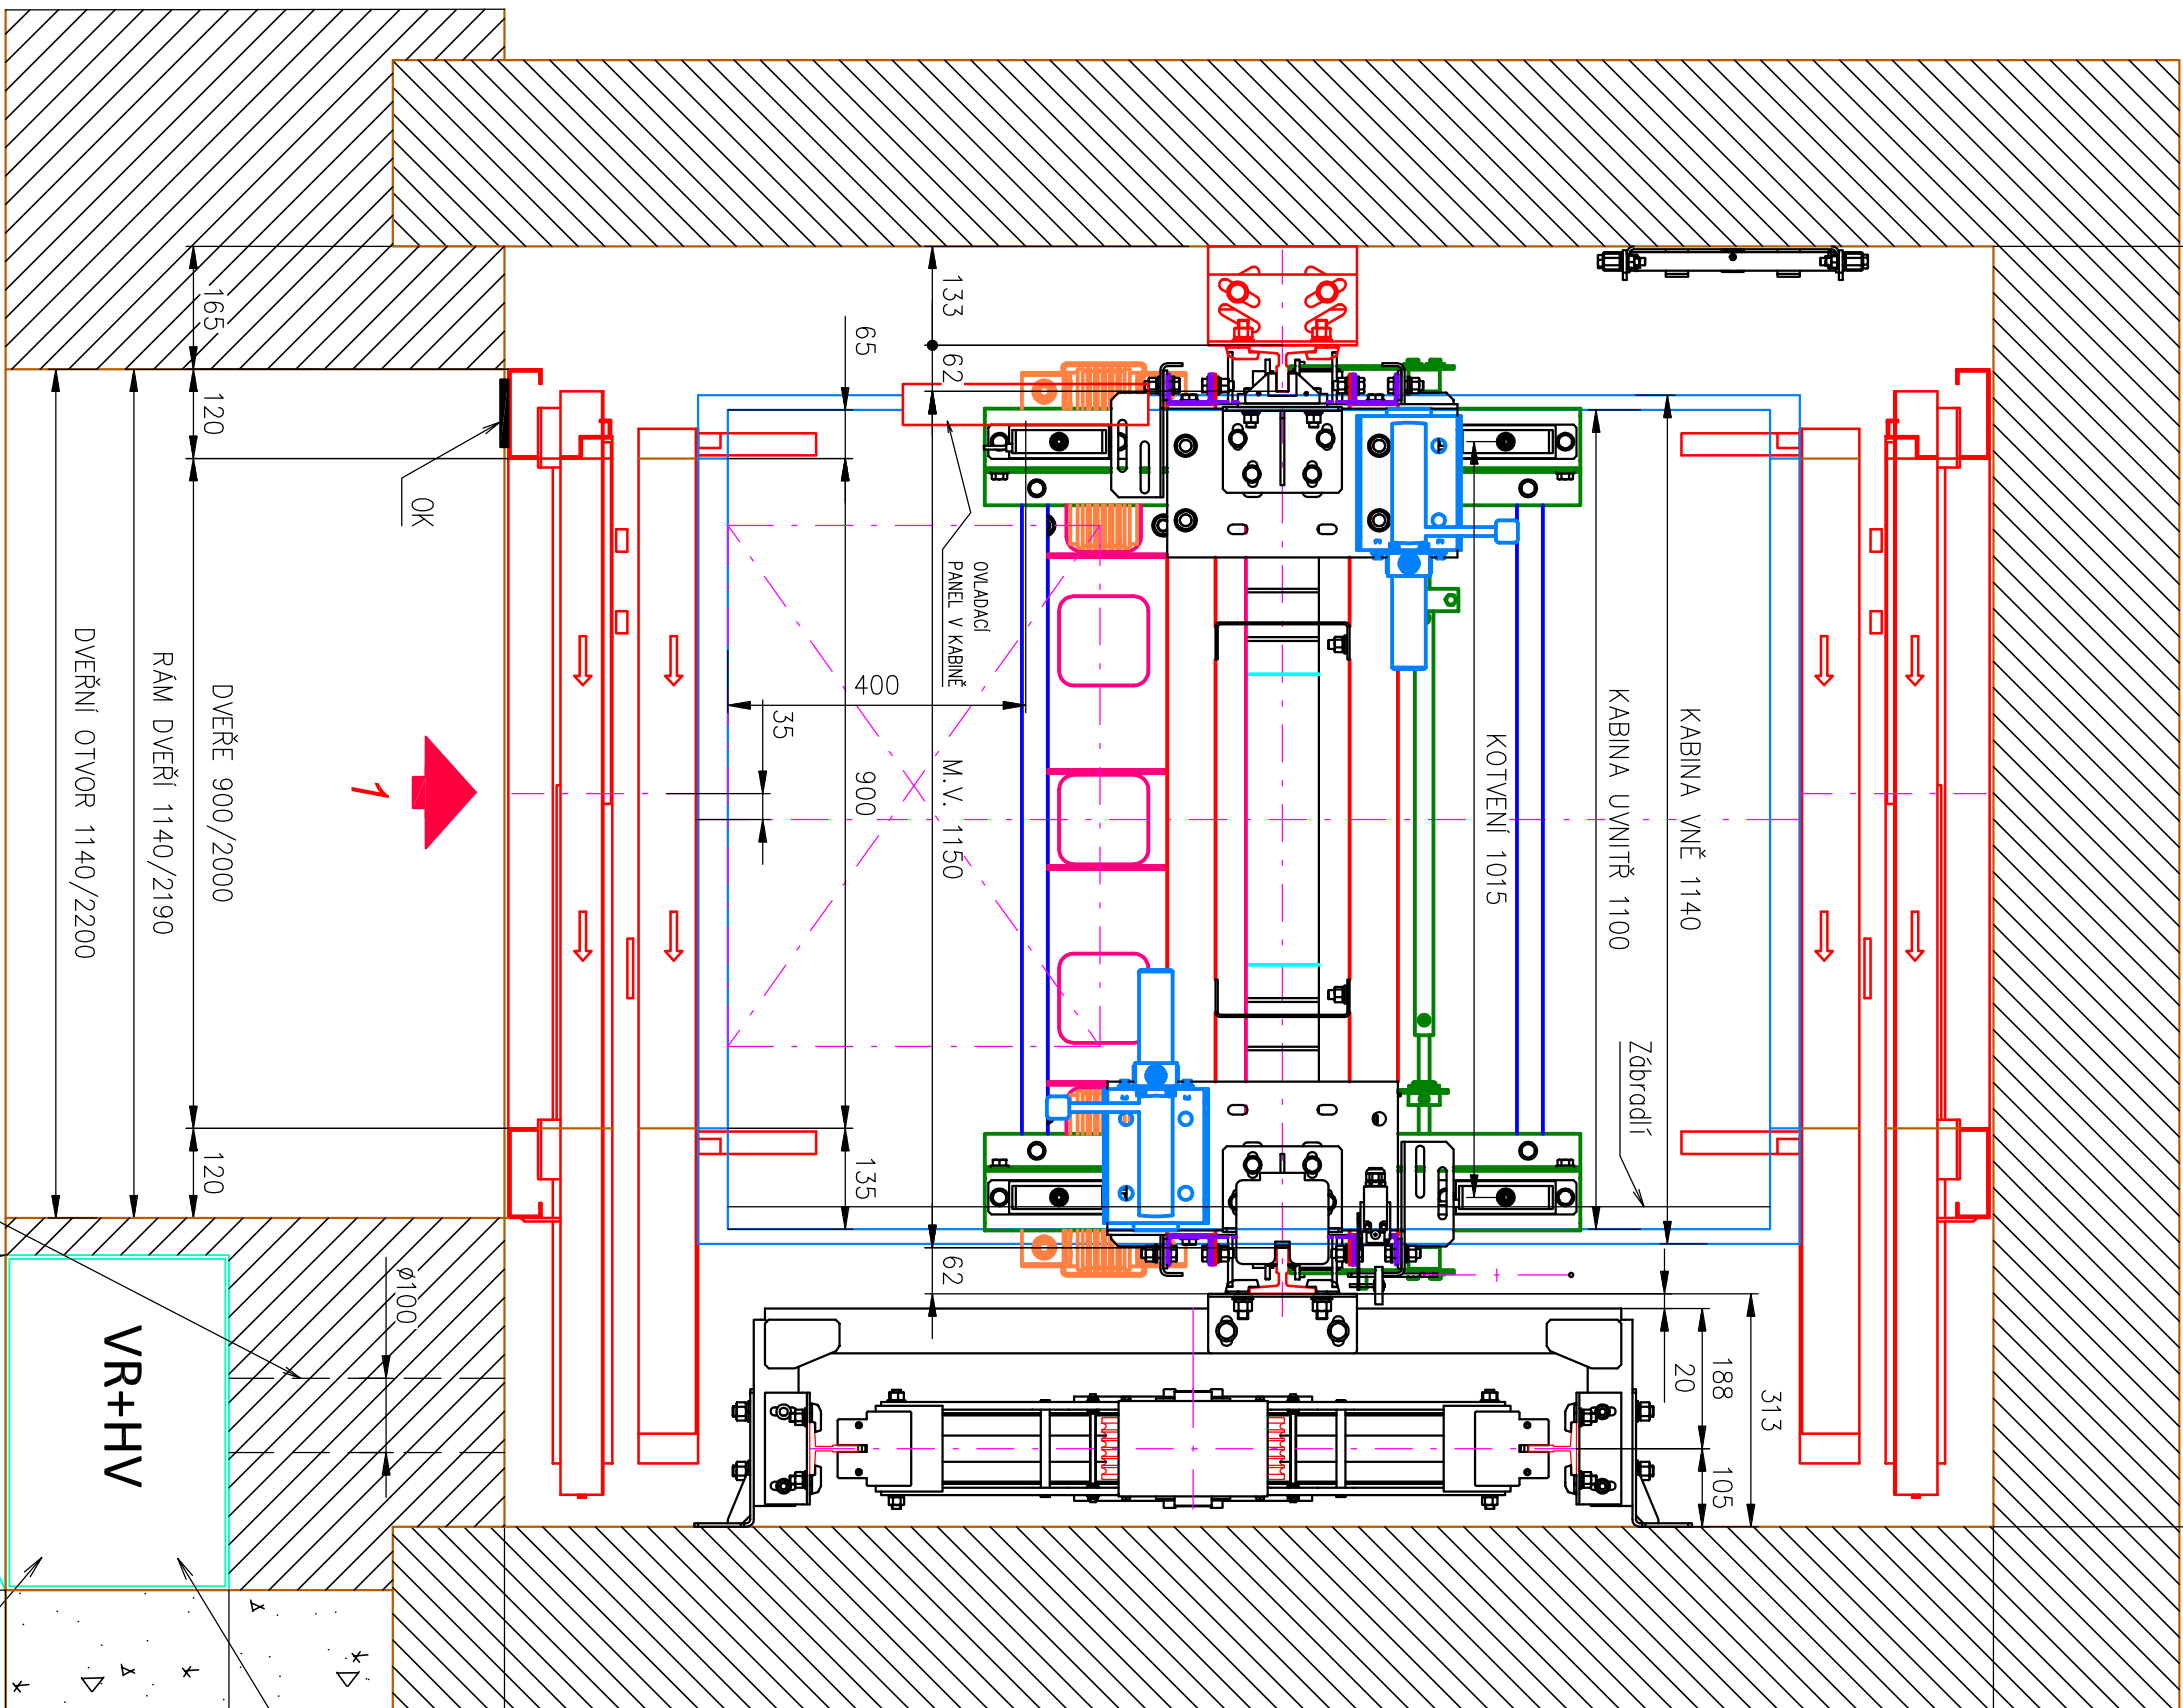 165
120
OK
DVEŘE 900/2000
RÁM DVEŘÍ 1140/2190
DVEŘNÍ OTVOR 1140/2200
120
1
133
62
65
OVLADACÍ
PANEL V KABINĚ
400
35
900
M.V. 1150
135
62
KOTVENÍ 1015
KABINA UVNITŘ 1100
KABINA VNĚ 1140
Zábradlí
188
20
313
105
ø100
VR+HV